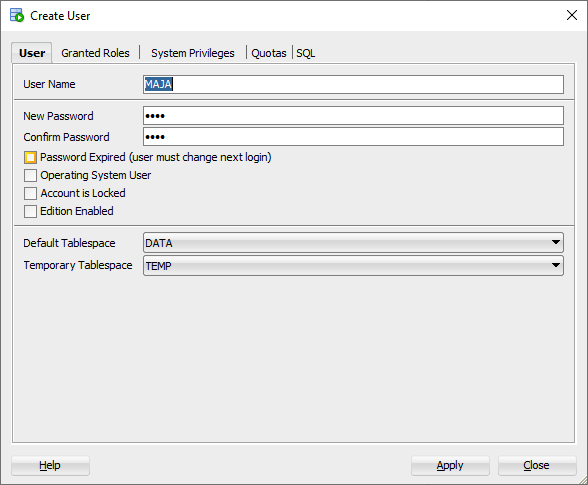 Create User
User Granted Roles System Privileges Quotas SQL
User Name MAJA
New Password ••••
Confirm Password ••••
Password Expired (user must change next login)
Operating System User
Account is Locked
Edition Enabled
Default Tablespace DATA
Temporary Tablespace TEMP
Help Apply Close